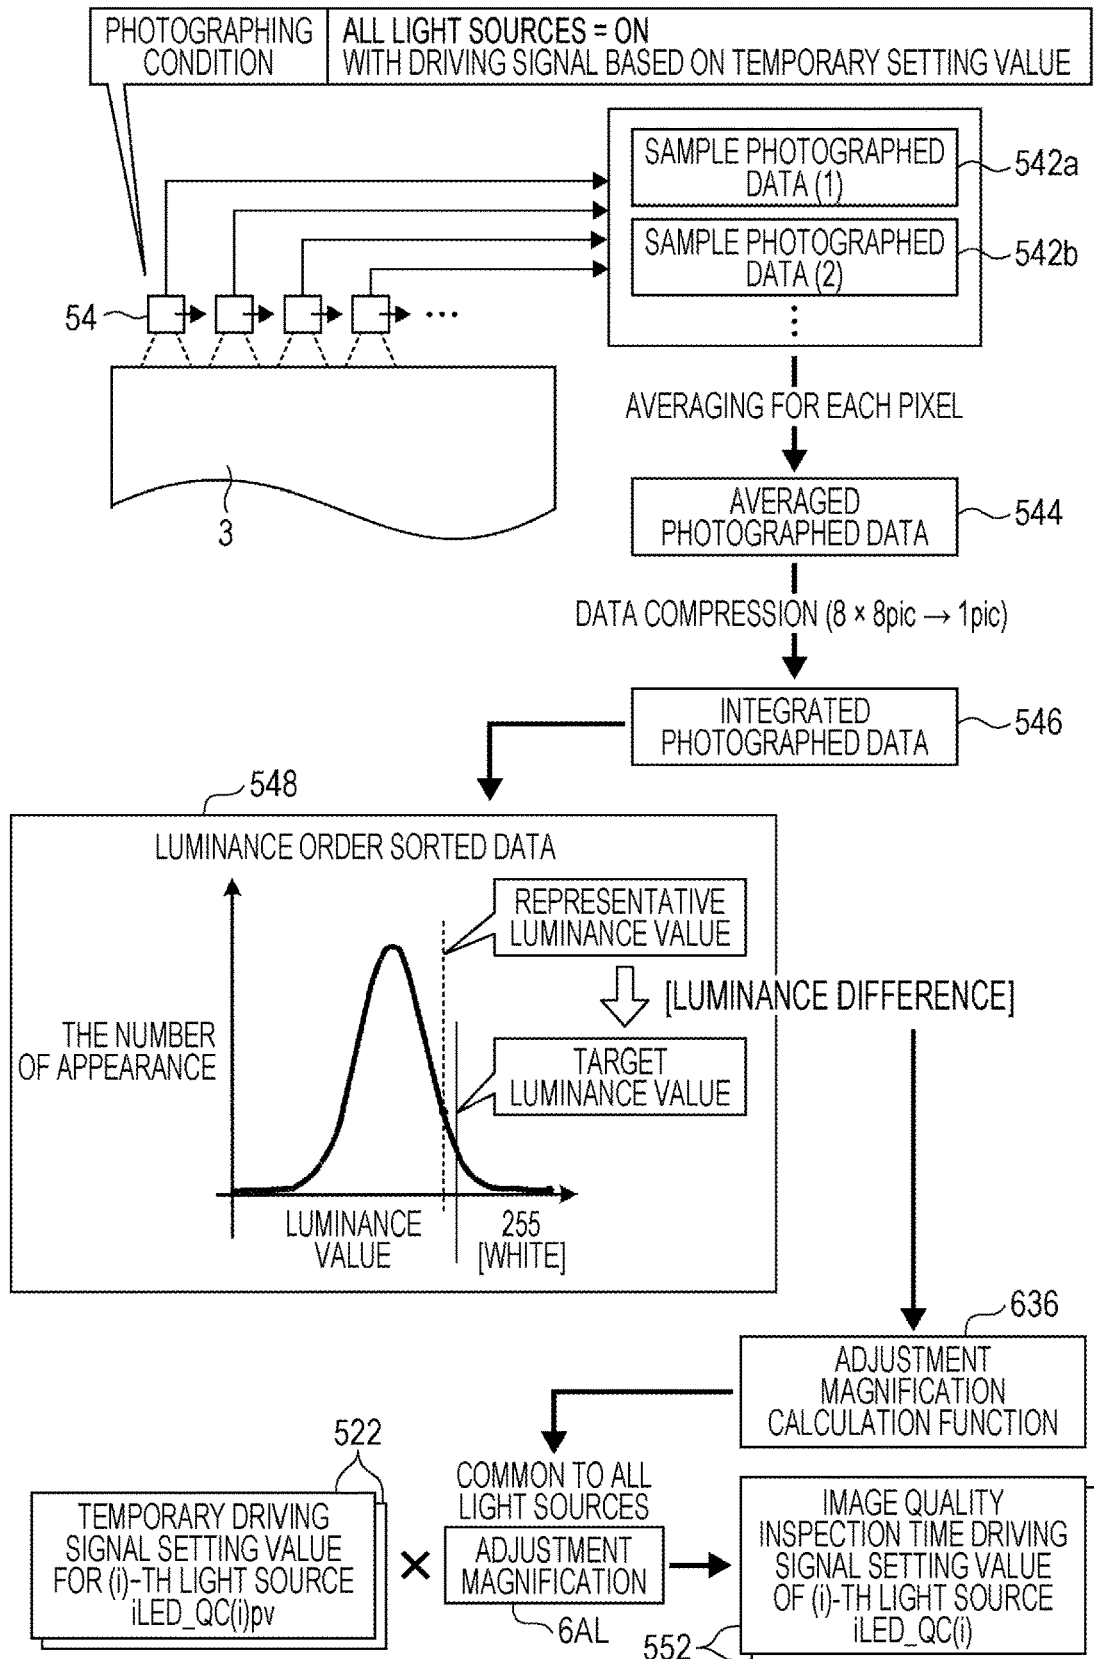 PHOTOGRAPHING
CONDITION
ALL LIGHT SOURCES = ON
WITH DRIVING SIGNAL BASED ON TEMPORARY SETTING VALUE
SAMPLE PHOTOGRAPHED
DATA (1)
542a
SAMPLE PHOTOGRAPHED
DATA (2)
542b
⋮
54
...
3
AVERAGING FOR EACH PIXEL
AVERAGED
PHOTOGRAPHED DATA
544
DATA COMPRESSION (8 × 8pic → 1pic)
INTEGRATED
PHOTOGRAPHED DATA
546
548
LUMINANCE ORDER SORTED DATA
REPRESENTATIVE
LUMINANCE VALUE
[LUMINANCE DIFFERENCE]
TARGET
LUMINANCE VALUE
THE NUMBER
OF APPEARANCE
LUMINANCE
VALUE
255
[WHITE]
636
ADJUSTMENT
MAGNIFICATION
CALCULATION FUNCTION
522
TEMPORARY DRIVING
SIGNAL SETTING VALUE
FOR (i)-TH LIGHT SOURCE
iLED_QC(i)pv
×
COMMON TO ALL
LIGHT SOURCES
ADJUSTMENT
MAGNIFICATION
6AL
IMAGE QUALITY
INSPECTION TIME DRIVING
SIGNAL SETTING VALUE
OF (i)-TH LIGHT SOURCE
iLED_QC(i)
552